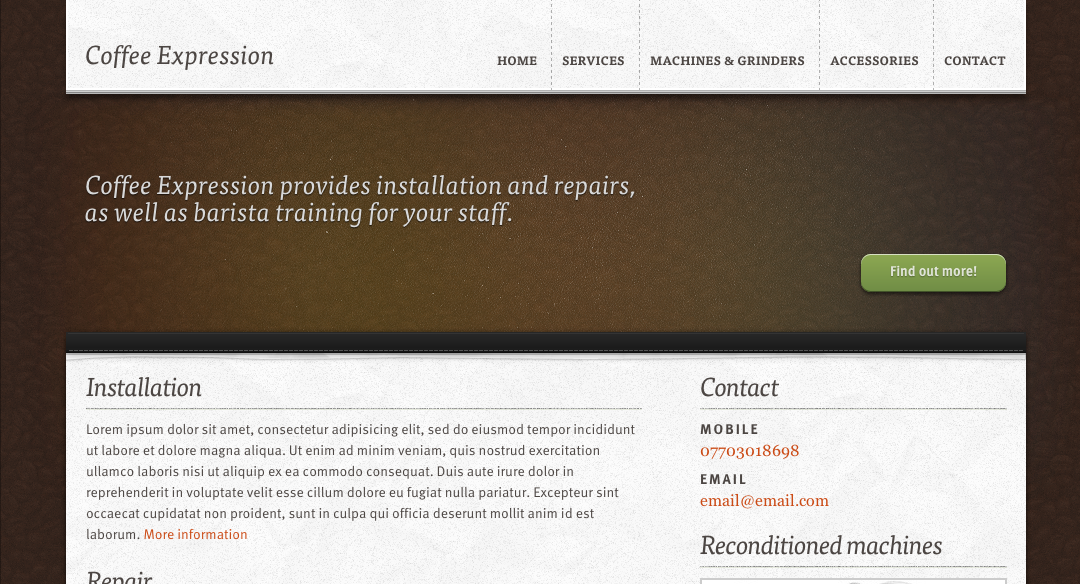 Coffee Expression
HOME
SERVICES
MACHINES & GRINDERS
ACCESSORIES
CONTACT
Coffee Expression provides installation and repairs,
as well as barista training for your staff.
Find out more!
Installation
Lorem ipsum dolor sit amet, consectetur adipisicing elit, sed do eiusmod tempor incididunt
ut labore et dolore magna aliqua. Ut enim ad minim veniam, quis nostrud exercitation
ullamco laboris nisi ut aliquip ex ea commodo consequat. Duis aute irure dolor in
reprehenderit in voluptate velit esse cillum dolore eu fugiat nulla pariatur. Excepteur sint
occaecat cupidatat non proident, sunt in culpa qui officia deserunt mollit anim id est
laborum. More information
Repair
Contact
MOBILE
07703018698
EMAIL
email@email.com
Reconditioned machines